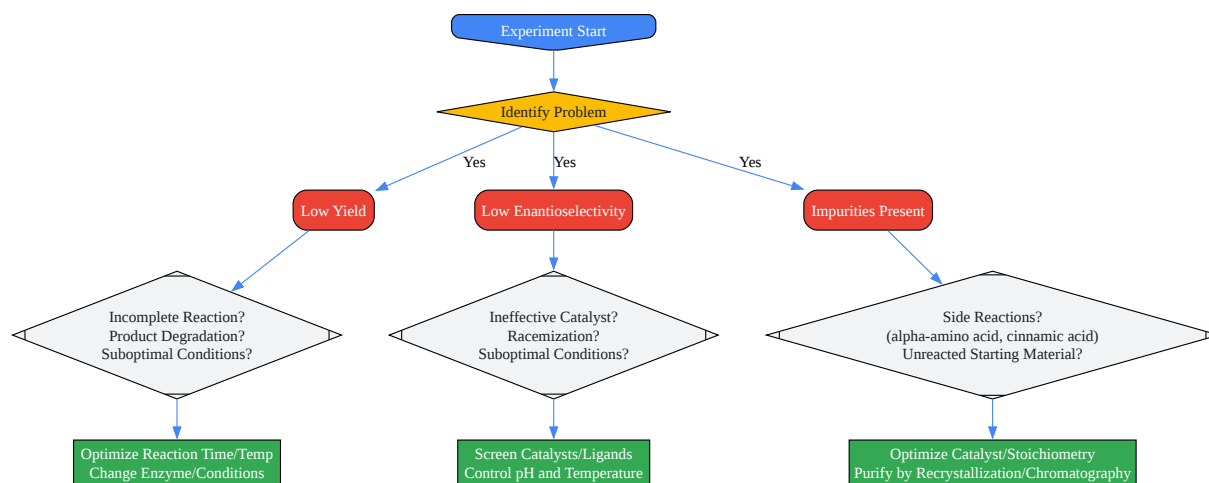 Experiment Start
Identify Problem
Yes
Yes
Yes
Low Yield
Low Enantioselectivity
Impurities Present
Incomplete Reaction?
Product Degradation?
Suboptimal Conditions?
Ineffective Catalyst?
Racemization?
Suboptimal Conditions?
Side Reactions?
(alpha-amino acid, cinnamic acid)
Unreacted Starting Material?
Optimize Reaction Time/Temp
Change Enzyme/Conditions
Screen Catalysts/Ligands
Control pH and Temperature
Optimize Catalyst/Stoichiometry
Purify by Recrystallization/Chromatography